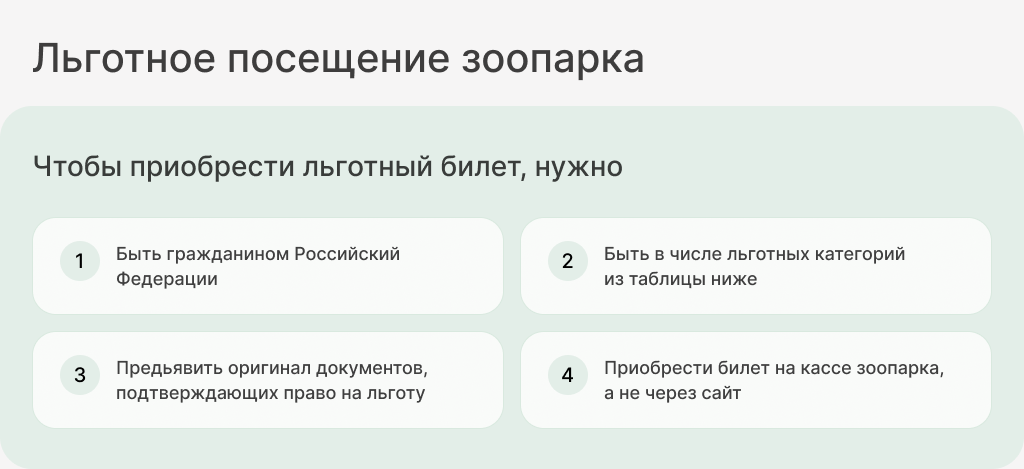 Льготное посещение зоопарка
Чтобы приобрести льготный билет, нужно
1
Быть гражданином Российский
Федерации
2
Быть в числе льготных категорий
из таблицы ниже
3
Предьявить оригинал документов,
подтверждающих право на льготу
4
Приобрести билет на кассе зоопарка,
а не через сайт